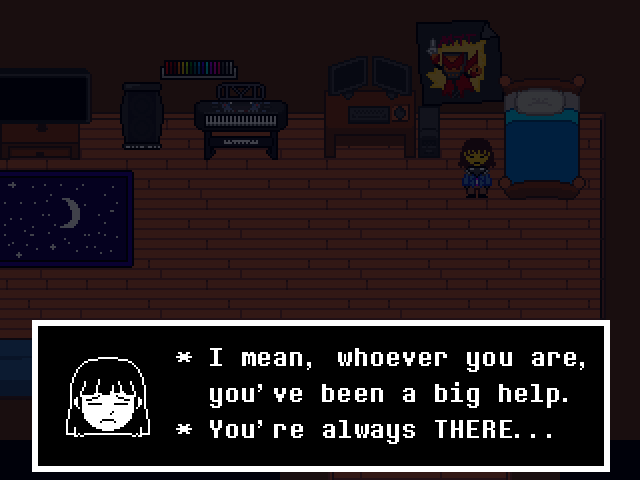 * I mean, whoever you are,
you've been a big help.
* You're always THERE...